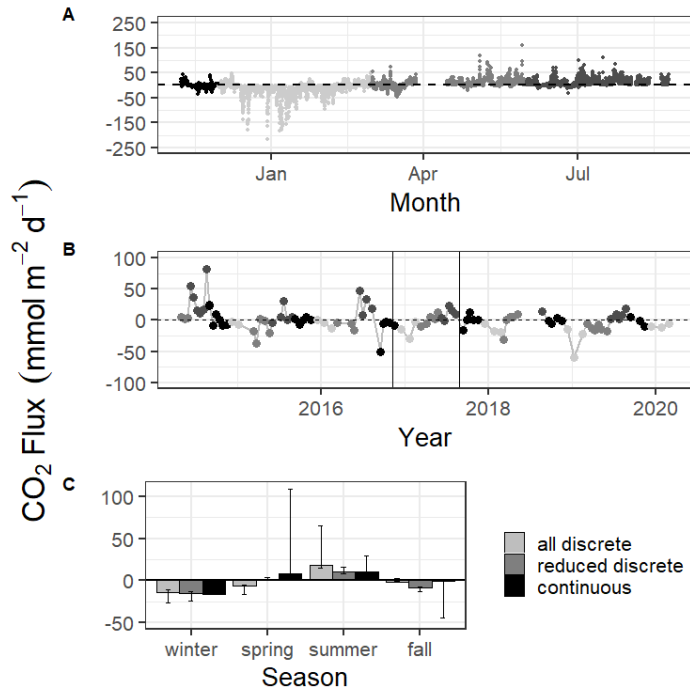 A
250
150
50
-50
-150
-250
Jan Apr Jul
Month
B
100
50
0
-50
-100
2016 2018 2020
Year
CO₂ Flux (mmol m⁻² d⁻¹)
C
100
50
0
-50
winter spring summer fall
Season
all discrete
reduced discrete
continuous